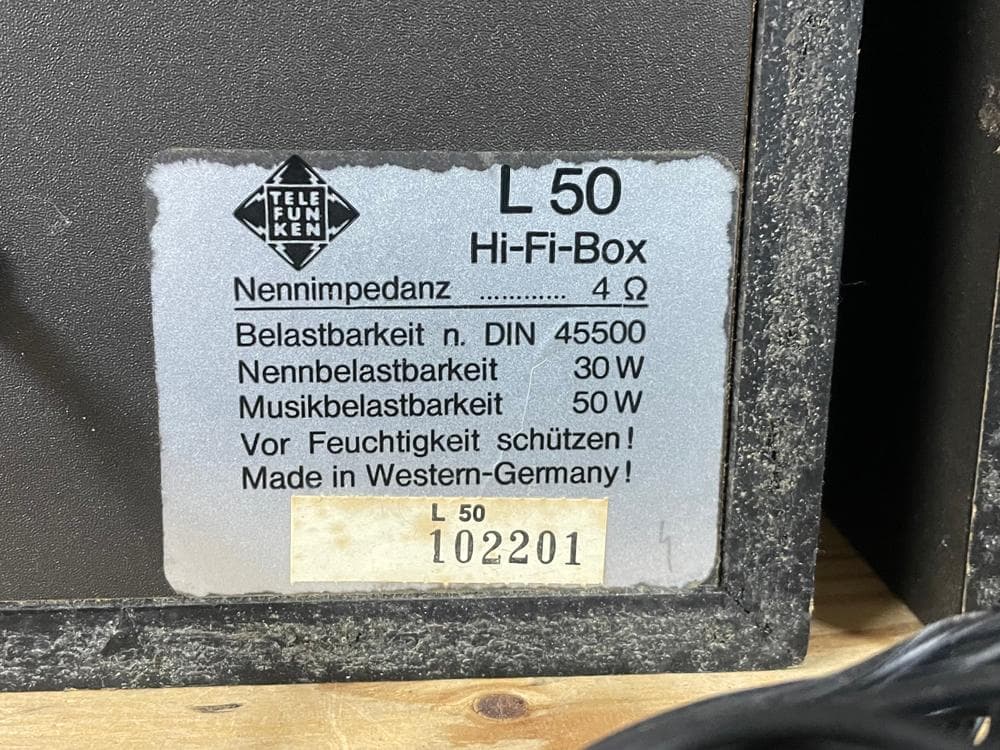 TELE
FUN
KEN
L 50
Hi-Fi-Box
Nennimpedanz ............ 4 Ω
Belastbarkeit n. DIN 45500
Nennbelastbarkeit 30 W
Musikbelastbarkeit 50 W
Vor Feuchtigkeit schützen!
Made in Western-Germany!
L 50
102201